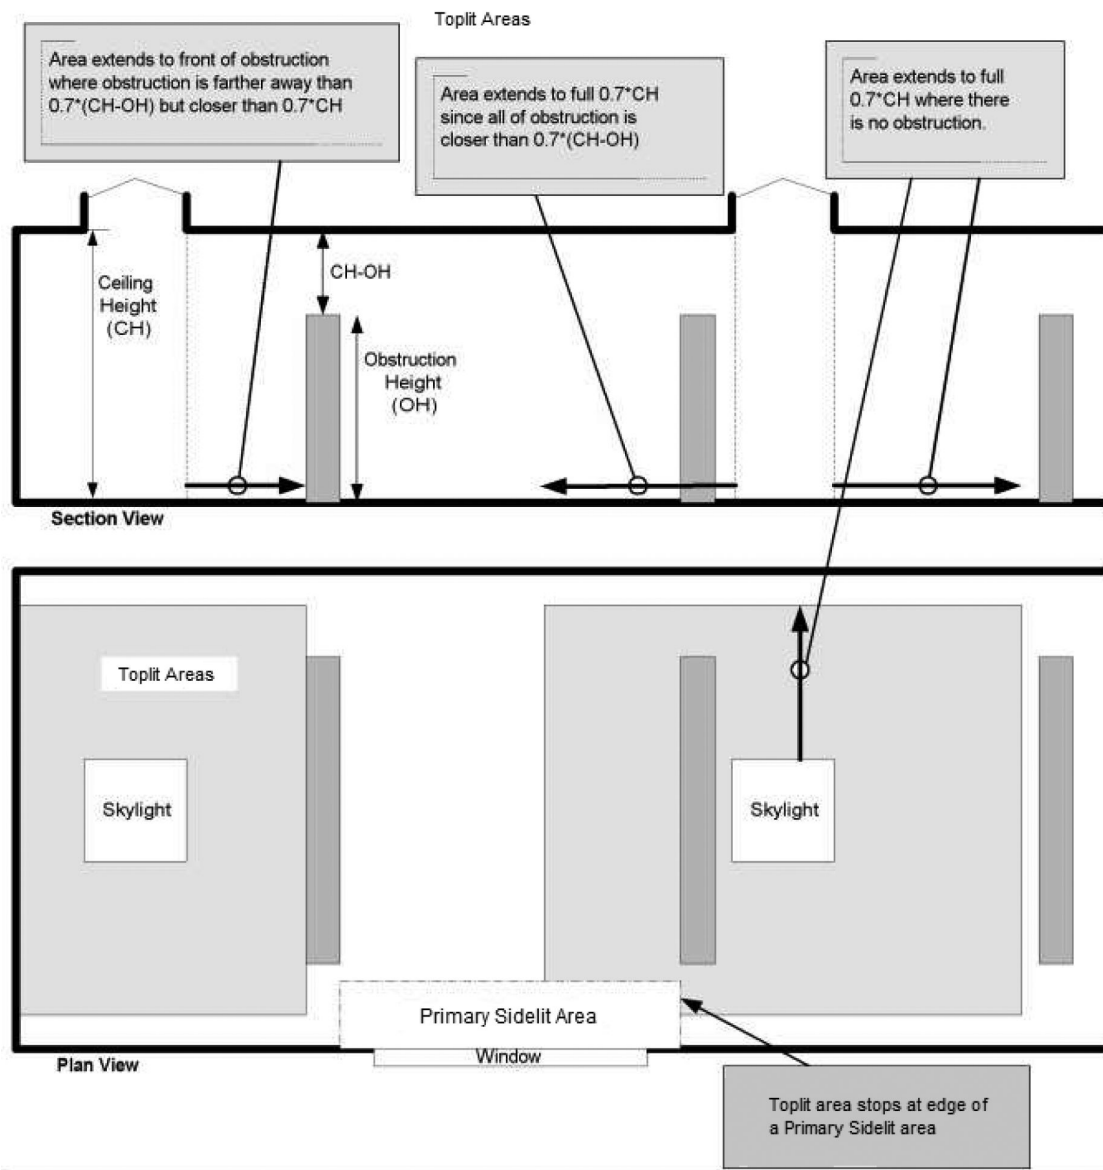 Toplit Areas
Area extends to front of obstruction
where obstruction is farther away than
0.7*(CH-OH) but closer than 0.7*CH
Area extends to full 0.7*CH
since all of obstruction is
closer than 0.7*(CH-OH)
Area extends to full
0.7*CH where there
is no obstruction.
Ceiling
Height
(CH)
CH-OH
Obstruction
Height
(OH)
Section View
Toplit Areas
Skylight
Skylight
Primary Sidelit Area
Window
Plan View
Toplit area stops at edge of
a Primary Sidelit area